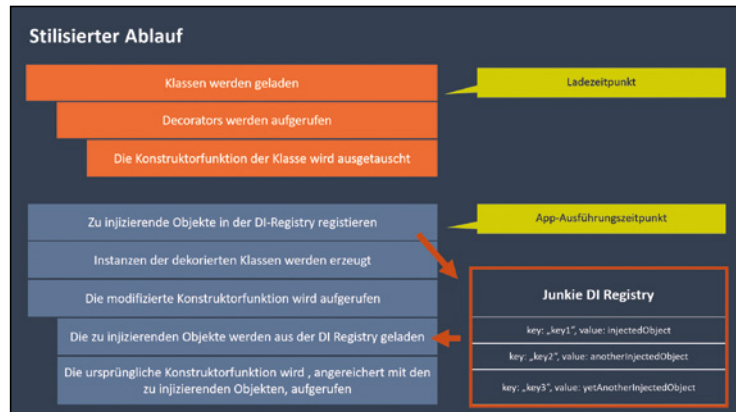 Stilisierter Ablauf
Klassen werden geladen
Ladezeitpunkt
Decorators werden aufgerufen
Die Konstruktorfunktion der Klasse wird ausgetauscht
Zu injizierende Objekte in der DI-Registry registieren
App-Ausführungszeitpunkt
Instanzen der dekorierten Klassen werden erzeugt
Die modifizierte Konstruktorfunktion wird aufgerufen
Die zu injizierenden Objekte werden aus der DI Registry geladen
Die ursprüngliche Konstruktorfunktion wird , angereichert mit den
zu injizierenden Objekten, aufgerufen
Junkie DI Registry
key: „key1“, value: injectedObject
key: „key2“, value: anotherInjectedObject
key: „key3“, value: yetAnotherInjectedObject